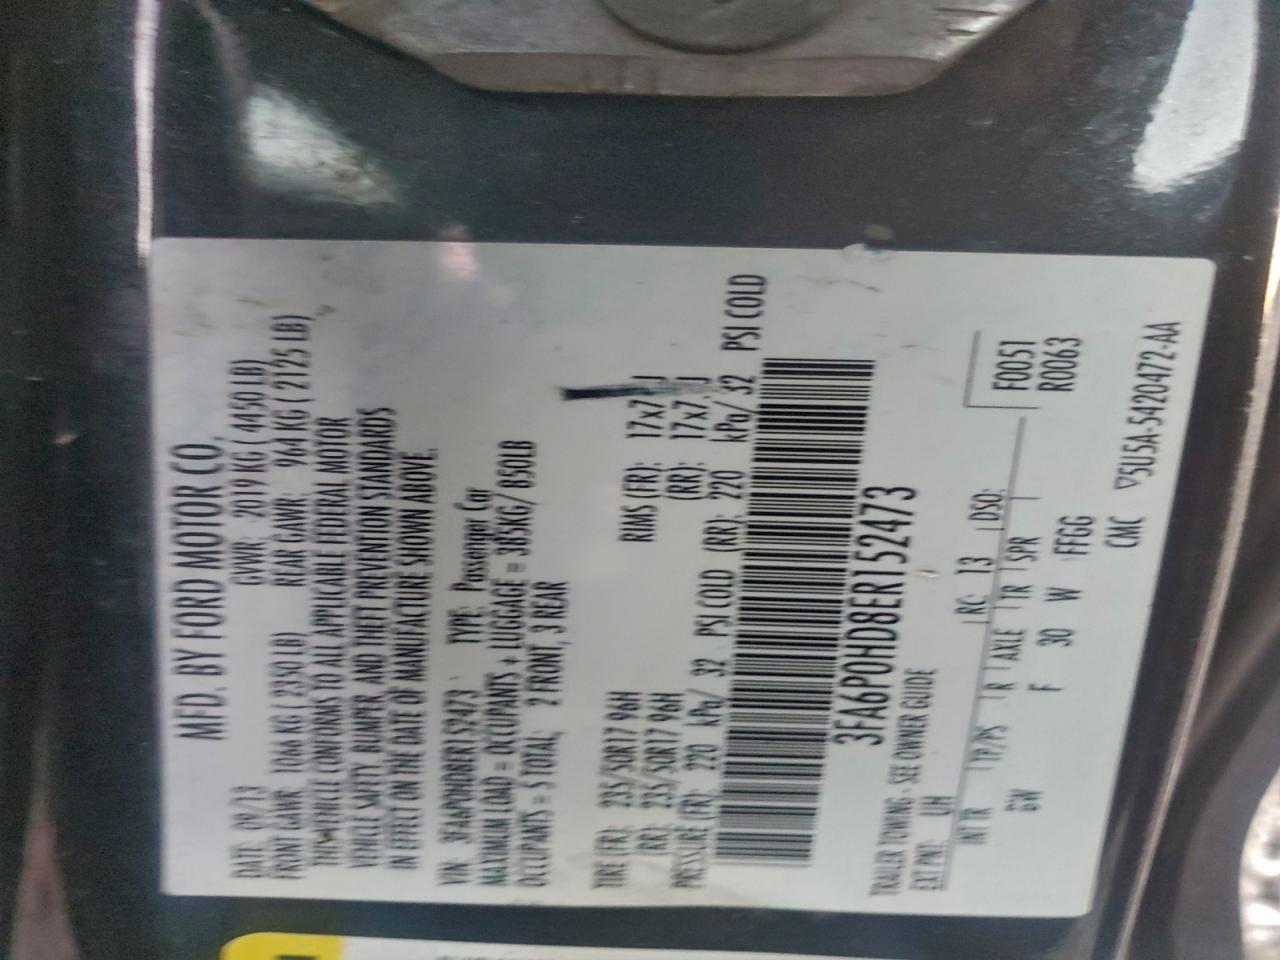 MFD. BY FORD MOTOR CO.
DATE: 09/13 GVWR: 2019 KG ( 4450 LB)
FRONT GAWR: 1066 KG ( 2350 LB) REAR GAWR: 964 KG ( 2125 LB)
THIS VEHICLE CONFORMS TO ALL APPLICABLE FEDERAL MOTOR
VEHICLE SAFETY, BUMPER, AND THEFT PREVENTION STANDARDS
IN EFFECT ON THE DATE OF MANUFACTURE SHOWN ABOVE.
VIN: 3FA6P0HD8ER152473 TYPE: Passenger Car
MAXIMUM LOAD = OCCUPANTS + LUGGAGE = 385KG/ 850LB
OCCUPANTS = 5 TOTAL, 2 FRONT, 3 REAR
TIRE (FR): 235/50R17 96H RIMS (FR): 17x7.J
(RR): 235/50R17 96H (RR): 17x7.J
PRESSURE (FR): 220 kPa/ 32 PSI COLD (RR): 220 kPa/ 32 PSI COLD
3FA6P0HD8ER152473
TRAILER TOWING - SEE OWNER GUIDE
EXT PNT: LH RC: 13 DSO: F0051
R0063
INT TR TP/PS R AXLE TR SPR
GW F 30 W FFGG
CMC ▽5U5A-5420472-AA